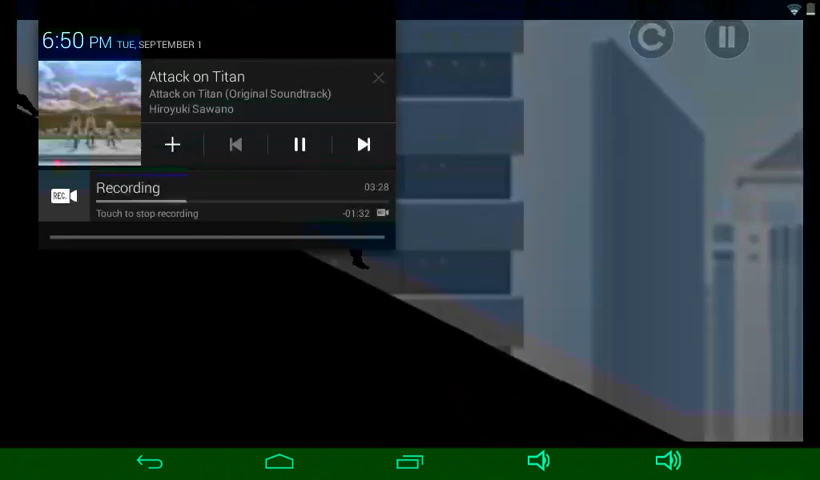 6:50 PM TUE, SEPTEMBER 1
Attack on Titan
Attack on Titan (Original Soundtrack)
Hiroyuki Sawano
REC.
Recording
03:28
Touch to stop recording
-01:32